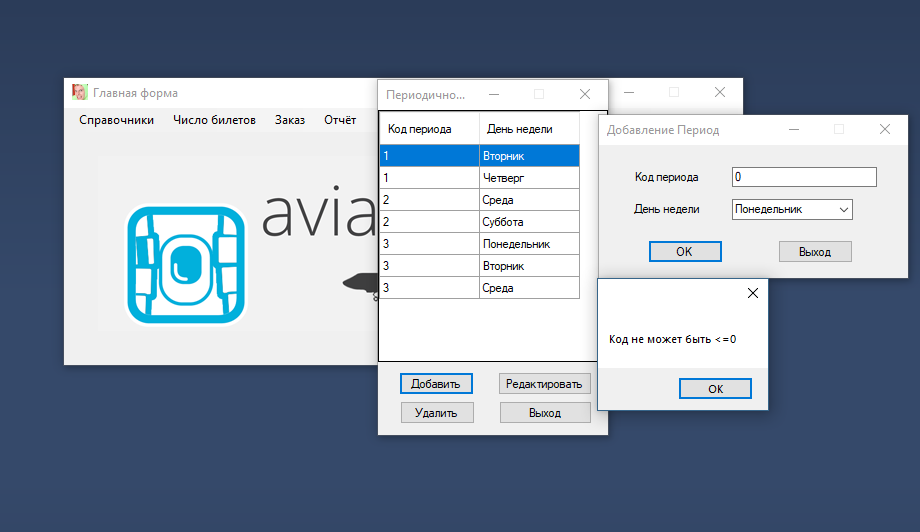 Главная форма
Справочники Число билетов Заказ Отчёт
avia
Периодично...
Код периода День недели
1 Вторник
1 Четверг
2 Среда
2 Суббота
3 Понедельник
3 Вторник
3 Среда
Добавить Редактировать
Удалить Выход
Добавление Период
Код периода 0
День недели Понедельник
OK Выход
Код не может быть <=0
OK